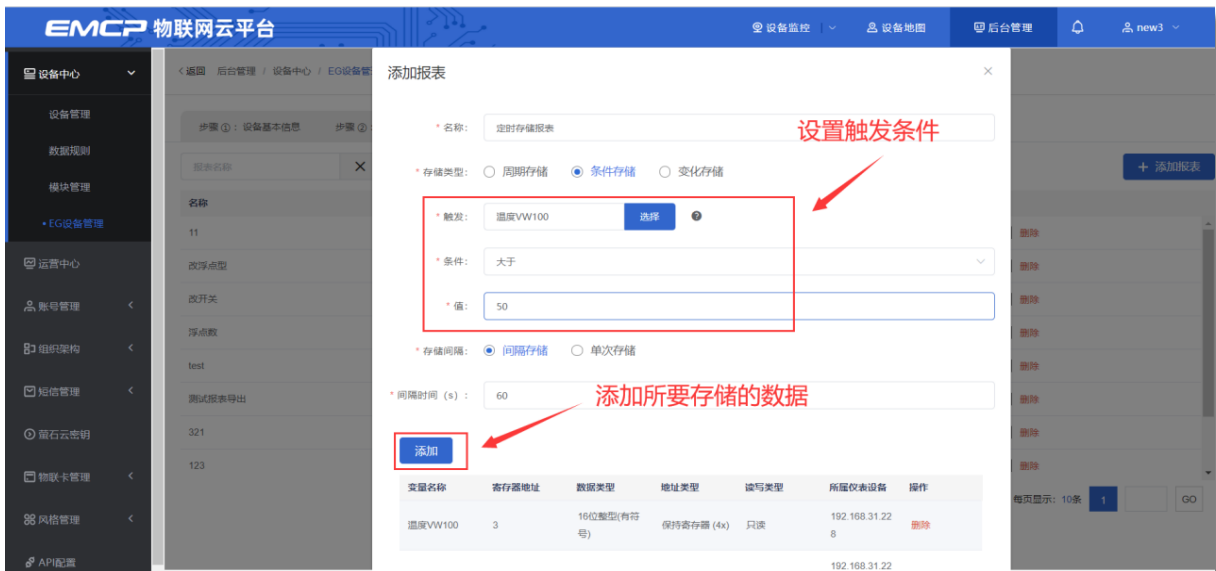 EMCP 物联网云平台
设备监控 设备地图 后台管理 new3
设备中心
设备管理
数据规则
模块管理
EG设备管理
运营中心
账号管理
组织架构
短信管理
萤石云密钥
物联卡管理
风格管理
API配置
返回 后台管理 / 设备中心 / EG设备管
步骤①：设备基本信息 步骤②：
报表名称
+ 添加报表
名称
11 删除
改浮点型 删除
改开关 删除
浮点数 删除
test 删除
测试报表导出 删除
321 删除
123 删除
每页显示：10条 1 GO
添加报表
* 名称： 定时存储报表
设置触发条件
* 存储类型： 周期存储 条件存储 变化存储
* 触发： 温度VW100 选择
* 条件： 大于
* 值： 50
* 存储间隔： 间隔存储 单次存储
* 间隔时间（s）： 60
添加所要存储的数据
添加
变量名称 寄存器地址 数据类型 地址类型 读写类型 所属仪表设备 操作
温度VW100 3 16位整型(有符号) 保持寄存器 (4x) 只读 192.168.31.228 删除
192.168.31.22